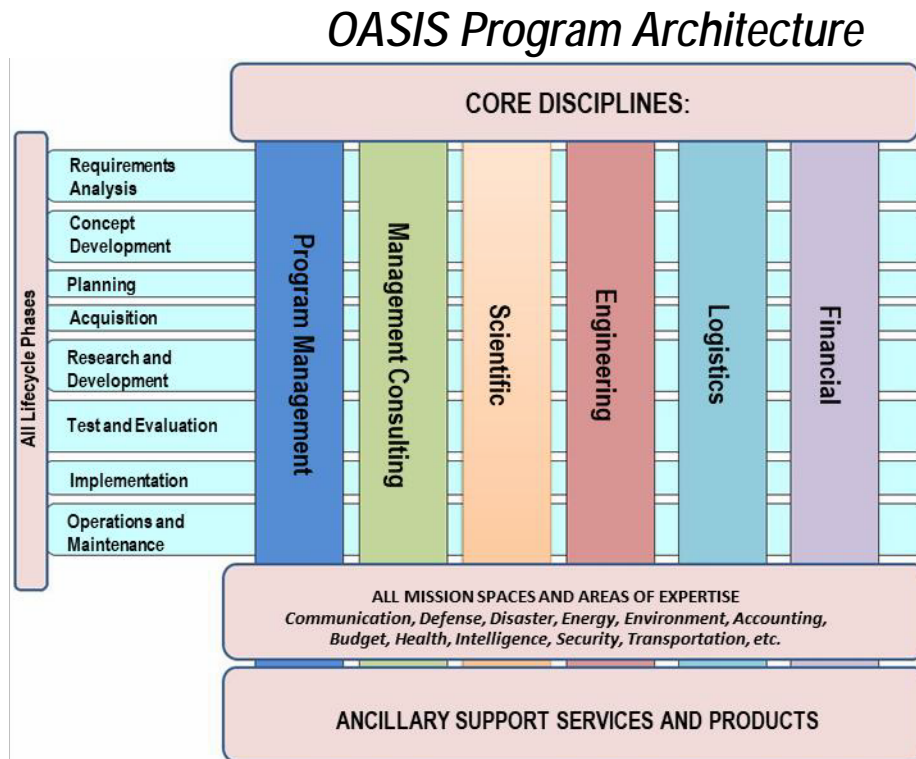 OASIS Program Architecture
CORE DISCIPLINES:
All Lifecycle Phases
Requirements
Analysis
Concept
Development
Planning
Acquisition
Research and
Development
Test and Evaluation
Implementation
Operations and
Maintenance
Program Management
Management Consulting
Scientific
Engineering
Logistics
Financial
ALL MISSION SPACES AND AREAS OF EXPERTISE
Communication, Defense, Disaster, Energy, Environment, Accounting,
Budget, Health, Intelligence, Security, Transportation, etc.
ANCILLARY SUPPORT SERVICES AND PRODUCTS